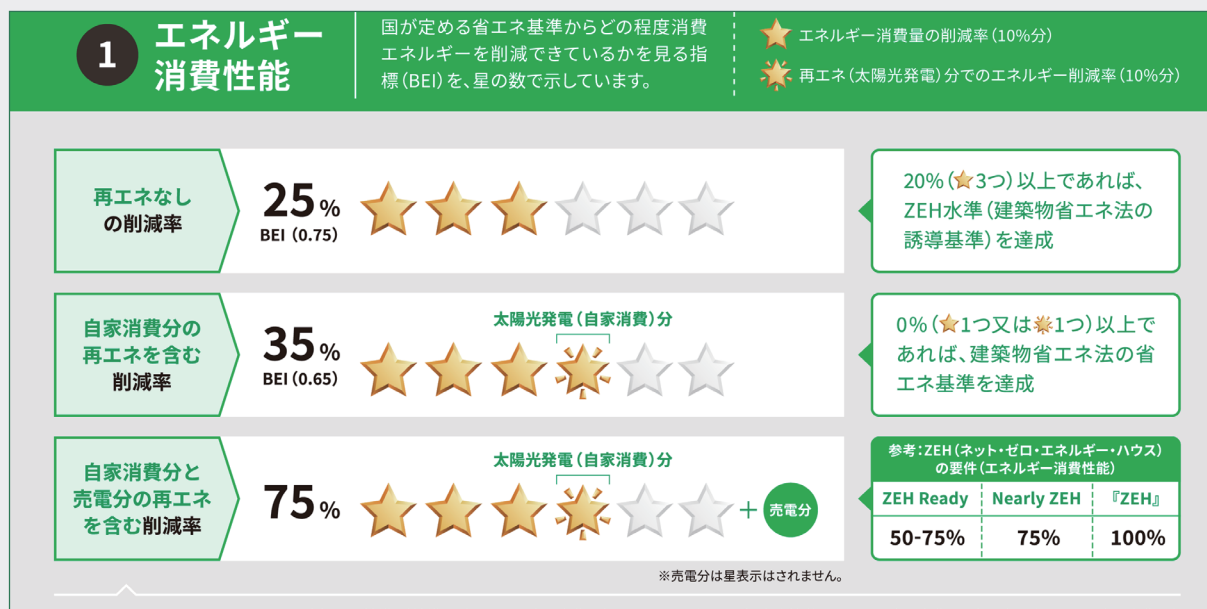 1
エネルギー
消費性能
国が定める省エネ基準からどの程度消費
エネルギーを削減できているかを見る指
標（BEI）を、星の数で示しています。
エネルギー消費量の削減率（10%分）
再エネ（太陽光発電）分でのエネルギー削減率（10%分）
再エネなし
の削減率
25%
BEI（0.75）
20%（★3つ）以上であれば、
ZEH水準（建築物省エネ法の
誘導基準）を達成
自家消費分の
再エネを含む
削減率
35%
BEI（0.65）
太陽光発電（自家消費）分
0%（★1つ又は★1つ）以上で
あれば、建築物省エネ法の省
エネ基準を達成
自家消費分と
売電分の再エネ
を含む削減率
75%
太陽光発電（自家消費）分
+
売電分
※売電分は星表示はされません。
参考：ZEH（ネット・ゼロ・エネルギー・ハウス）
の要件（エネルギー消費性能）
ZEH Ready Nearly ZEH 『ZEH』
50-75% 75% 100%